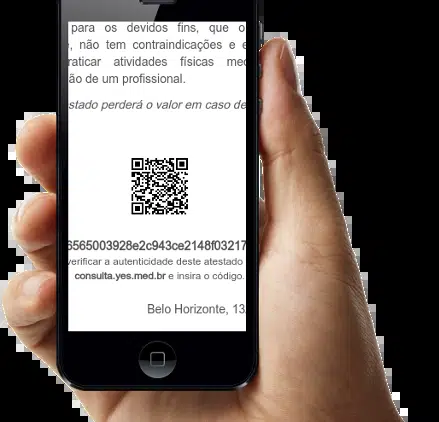 para os devidos fins, que o
, não tem contraindicações e e
raticar atividades físicas med
ão de um profissional.
stado perderá o valor em caso de
6565003928e2c943ce2148f03217
verificar a autenticidade deste atestado
consulta.yes.med.br e insira o código.
Belo Horizonte, 13